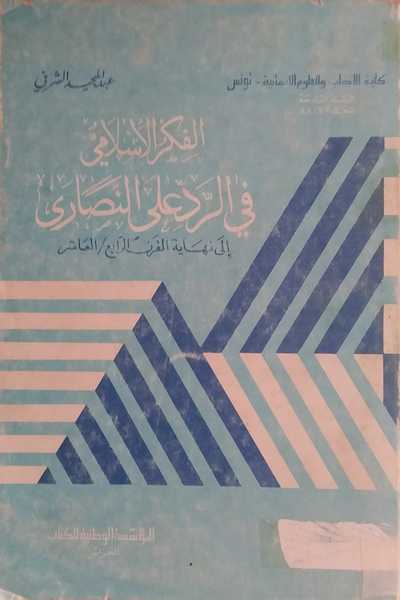 كلية الآداب والعلوم الإنسانية - تونس
عبد المجيد الشرفي
الفكر الإسلامي
في الرد على النصارى
إلى نهاية القرن الرابع/العاشر
المؤسسة الوطنية للكتاب
الجزائر